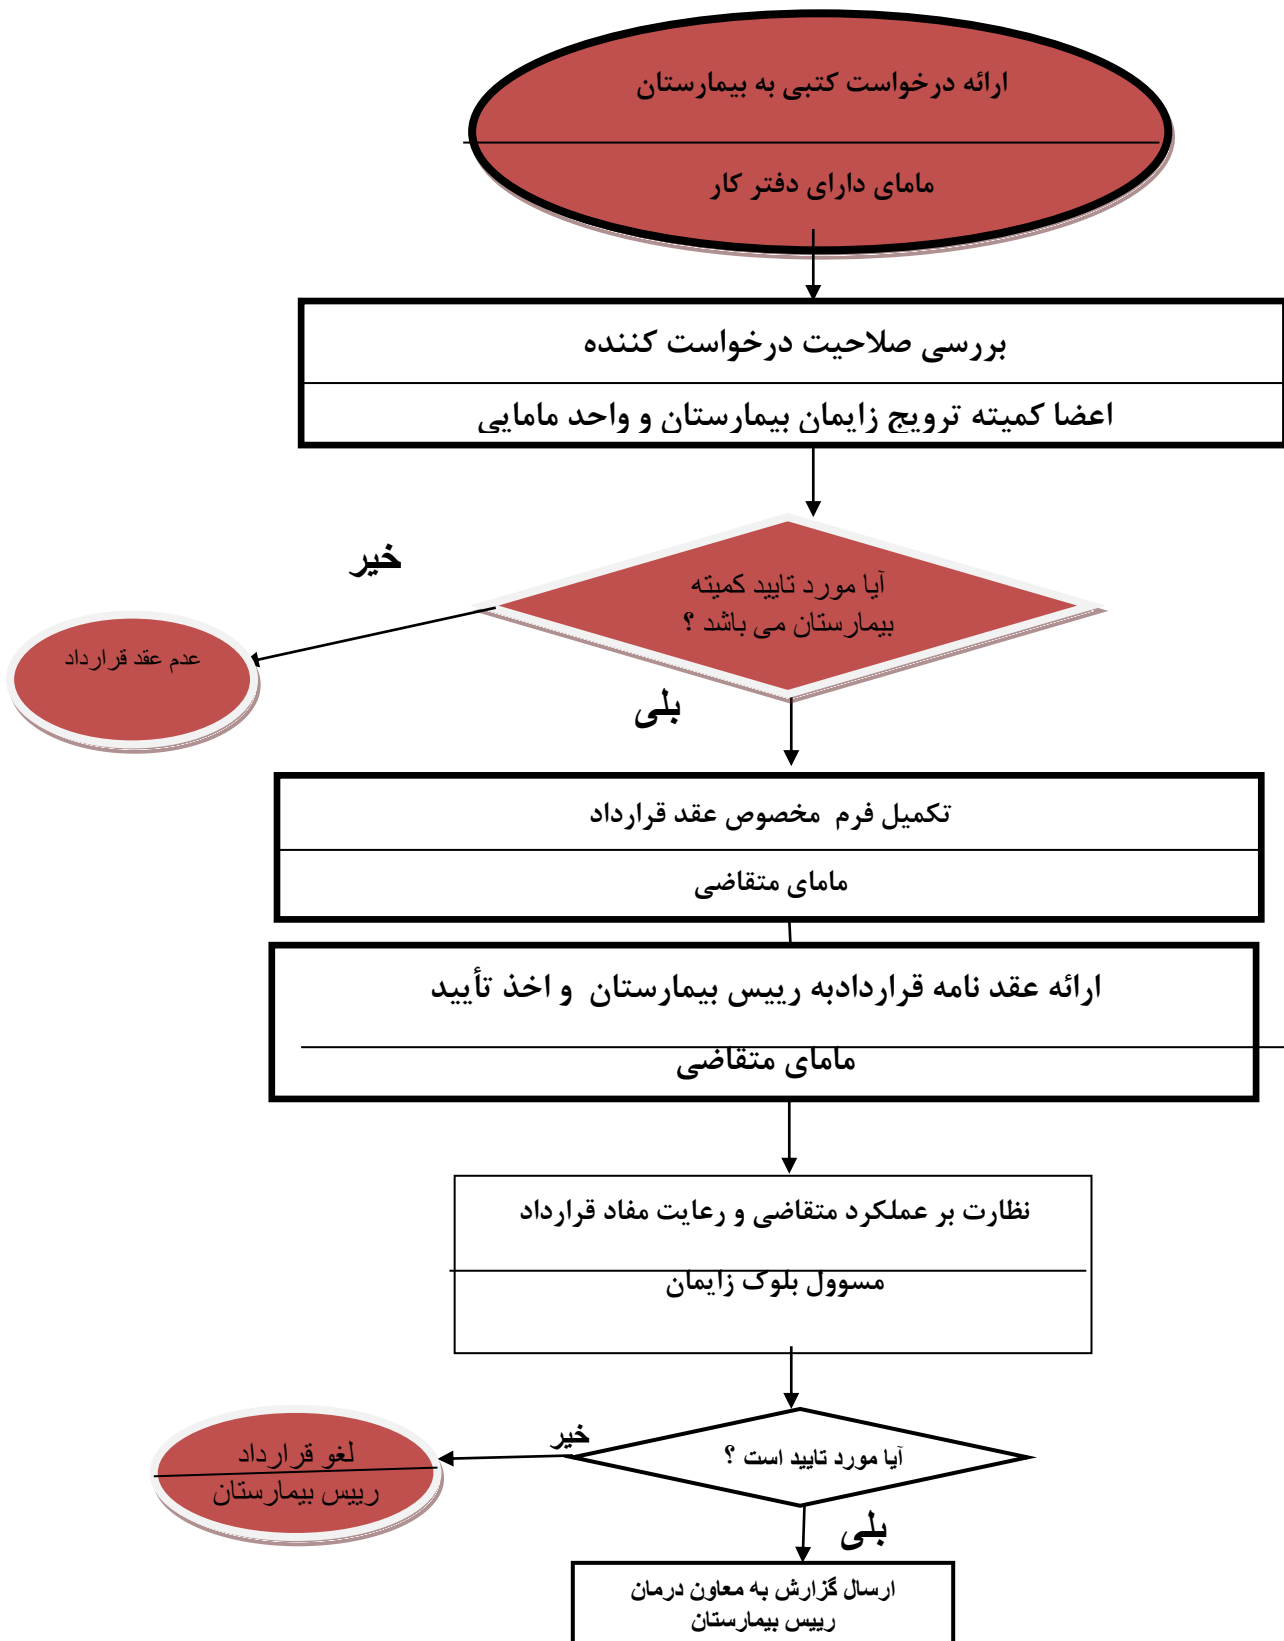 ارائه درخواست کتبی به بیمارستان
مامای دارای دفتر کار
بررسی صلاحیت درخواست کننده
اعضا کمیته ترویج زایمان بیمارستان و واحد مامایی
آیا مورد تایید کمیته
بیمارستان می باشد ؟
خیر
عدم عقد قرارداد
بلی
تکمیل فرم مخصوص عقد قرارداد
مامای متقاضی
ارائه عقد نامه قراردادبه رییس بیمارستان و اخذ تأیید
مامای متقاضی
نظارت بر عملکرد متقاضی و رعایت مفاد قرارداد
مسوول بلوک زایمان
آیا مورد تایید است ؟
خیر
لغو قرارداد
رییس بیمارستان
بلی
ارسال گزارش به معاون درمان
رییس بیمارستان